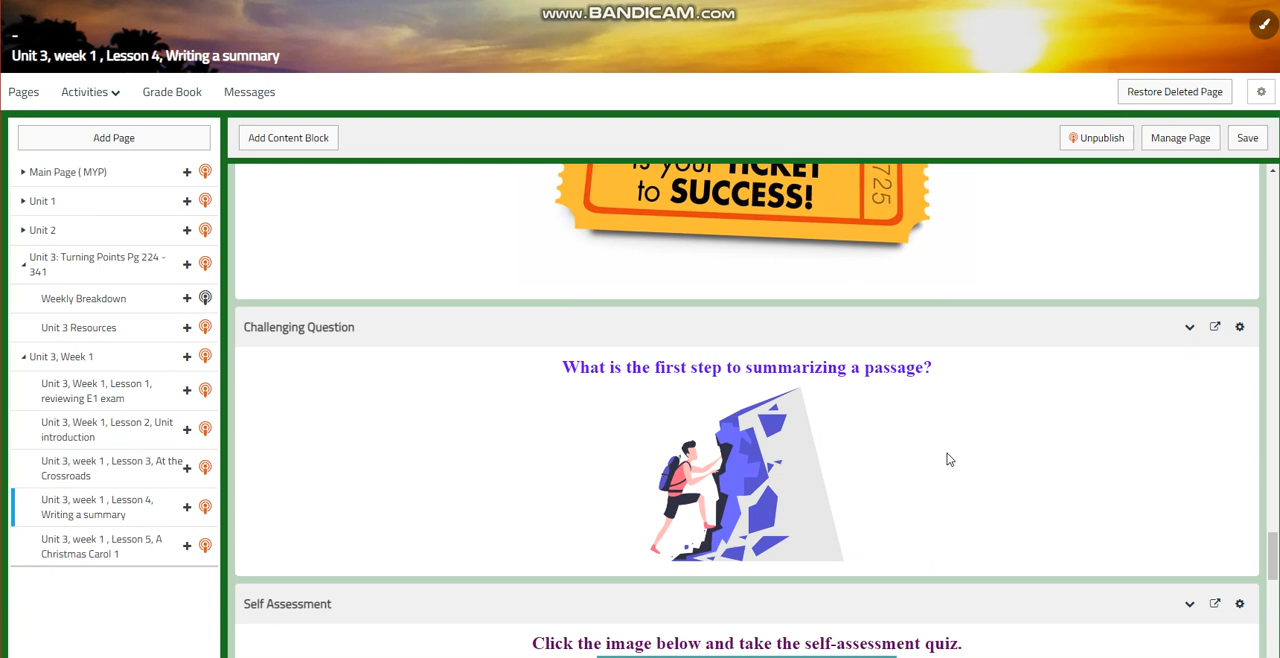 www.BANDICAM.com
Unit 3, week 1 , Lesson 4, Writing a summary
Pages
Activities
Grade Book
Messages
Restore Deleted Page
Add Page
Add Content Block
Unpublish
Manage Page
Save
Main Page ( MYP)
Unit 1
Unit 2
Unit 3: Turning Points Pg 224 -
341
Weekly Breakdown
Unit 3 Resources
Unit 3, Week 1
Unit 3, Week 1, Lesson 1,
reviewing E1 exam
Unit 3, Week 1, Lesson 2, Unit
introduction
Unit 3, week 1 , Lesson 3, At the
Crossroads
Unit 3, week 1 , Lesson 4,
Writing a summary
Unit 3, week 1 , Lesson 5, A
Christmas Carol 1
is your TICKET
to SUCCESS!
725
Challenging Question
What is the first step to summarizing a passage?
Self Assessment
Click the image below and take the self-assessment quiz.